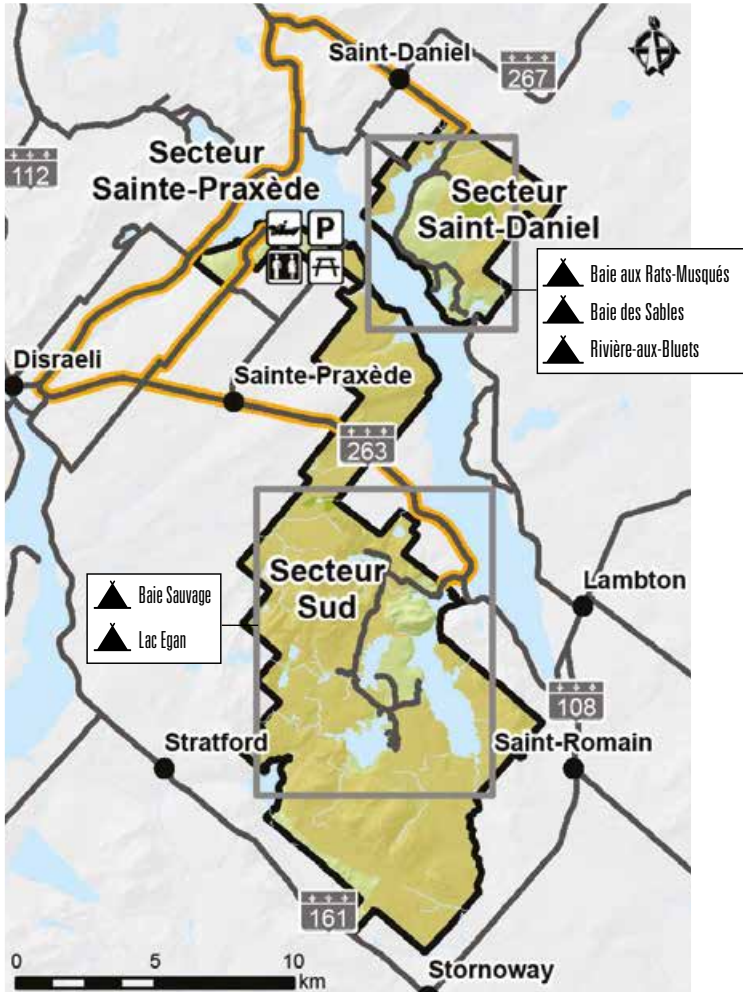 Saint-Daniel
267
112
Secteur
Sainte-Praxède
P
Secteur
Saint-Daniel
Baie aux Rats-Musqués
Baie des Sables
Rivière-aux-Bluets
Disraeli
Sainte-Praxède
263
Secteur
Sud
Baie Sauvage
Lac Egan
Lambton
108
Stratford
Saint-Romain
161
0 5 10
km
Stornoway